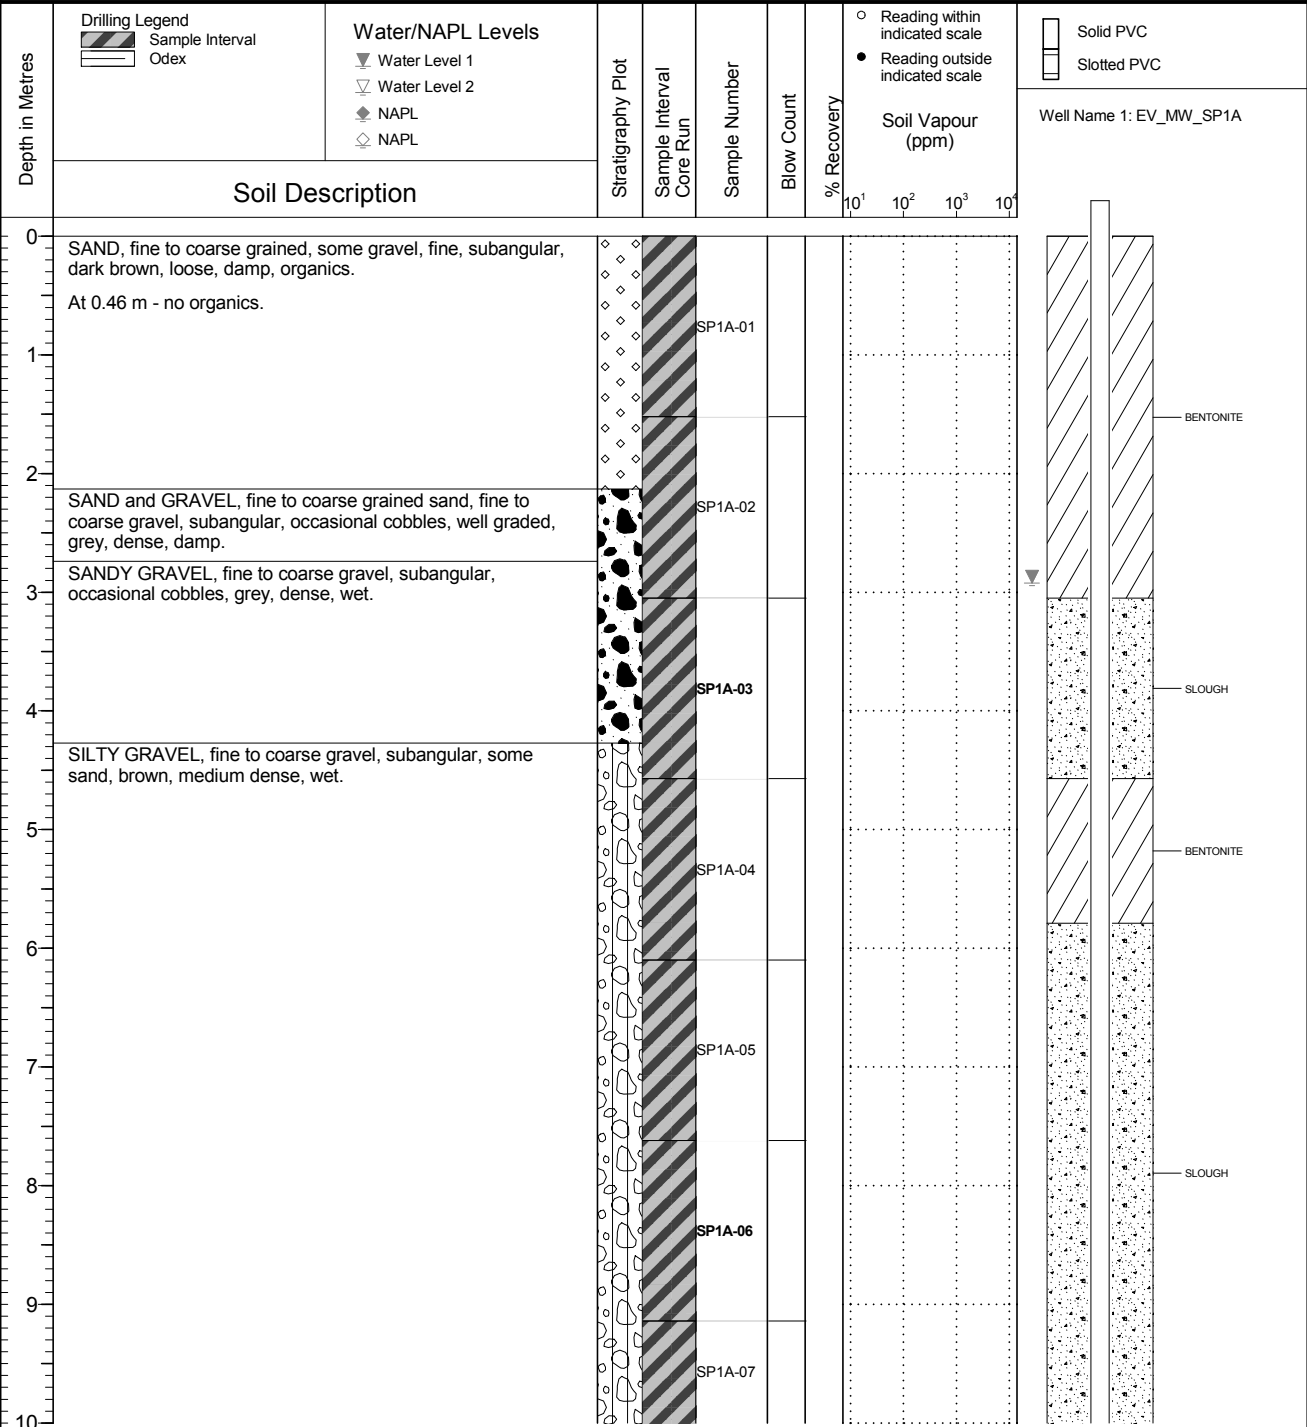 Drilling Legend
Sample Interval
Odex
Water/NAPL Levels
Water Level 1
Water Level 2
NAPL
NAPL
Depth in Metres
Soil Description
Stratigraphy Plot
Sample Interval
Core Run
Sample Number
Blow Count
% Recovery
Reading within
indicated scale
Reading outside
indicated scale
Soil Vapour
(ppm)
10¹ 10² 10³ 10⁴
Solid PVC
Slotted PVC
Well Name 1: EV_MW_SP1A
0
SAND, fine to coarse grained, some gravel, fine, subangular,
dark brown, loose, damp, organics.
At 0.46 m - no organics.
SP1A-01
1
BENTONITE
2
SAND and GRAVEL, fine to coarse grained sand, fine to
coarse gravel, subangular, occasional cobbles, well graded,
grey, dense, damp.
SP1A-02
SANDY GRAVEL, fine to coarse gravel, subangular,
occasional cobbles, grey, dense, wet.
3
SP1A-03
SLOUGH
4
SILTY GRAVEL, fine to coarse gravel, subangular, some
sand, brown, medium dense, wet.
5
BENTONITE
SP1A-04
6
SP1A-05
7
8
SLOUGH
SP1A-06
9
SP1A-07
10